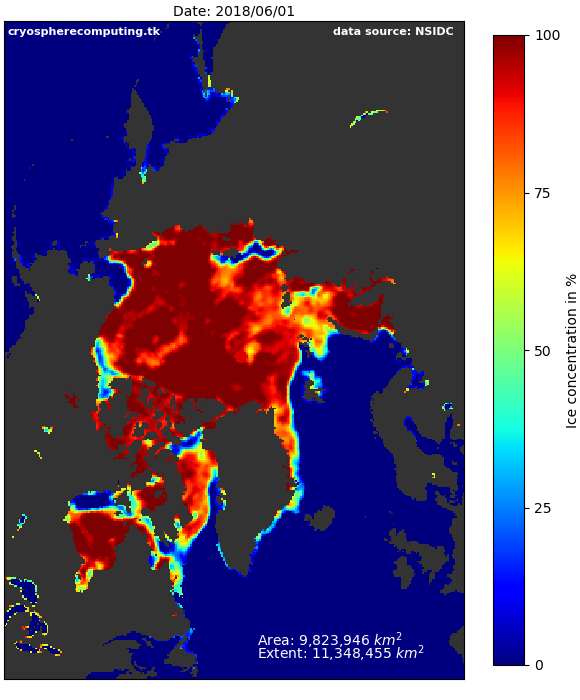 Date: 2018/06/01
cryospherecomputing.tk
data source: NSIDC
100
75
50
25
0
Ice concentration in %
Area: 9,823,946 km²
Extent: 11,348,455 km²